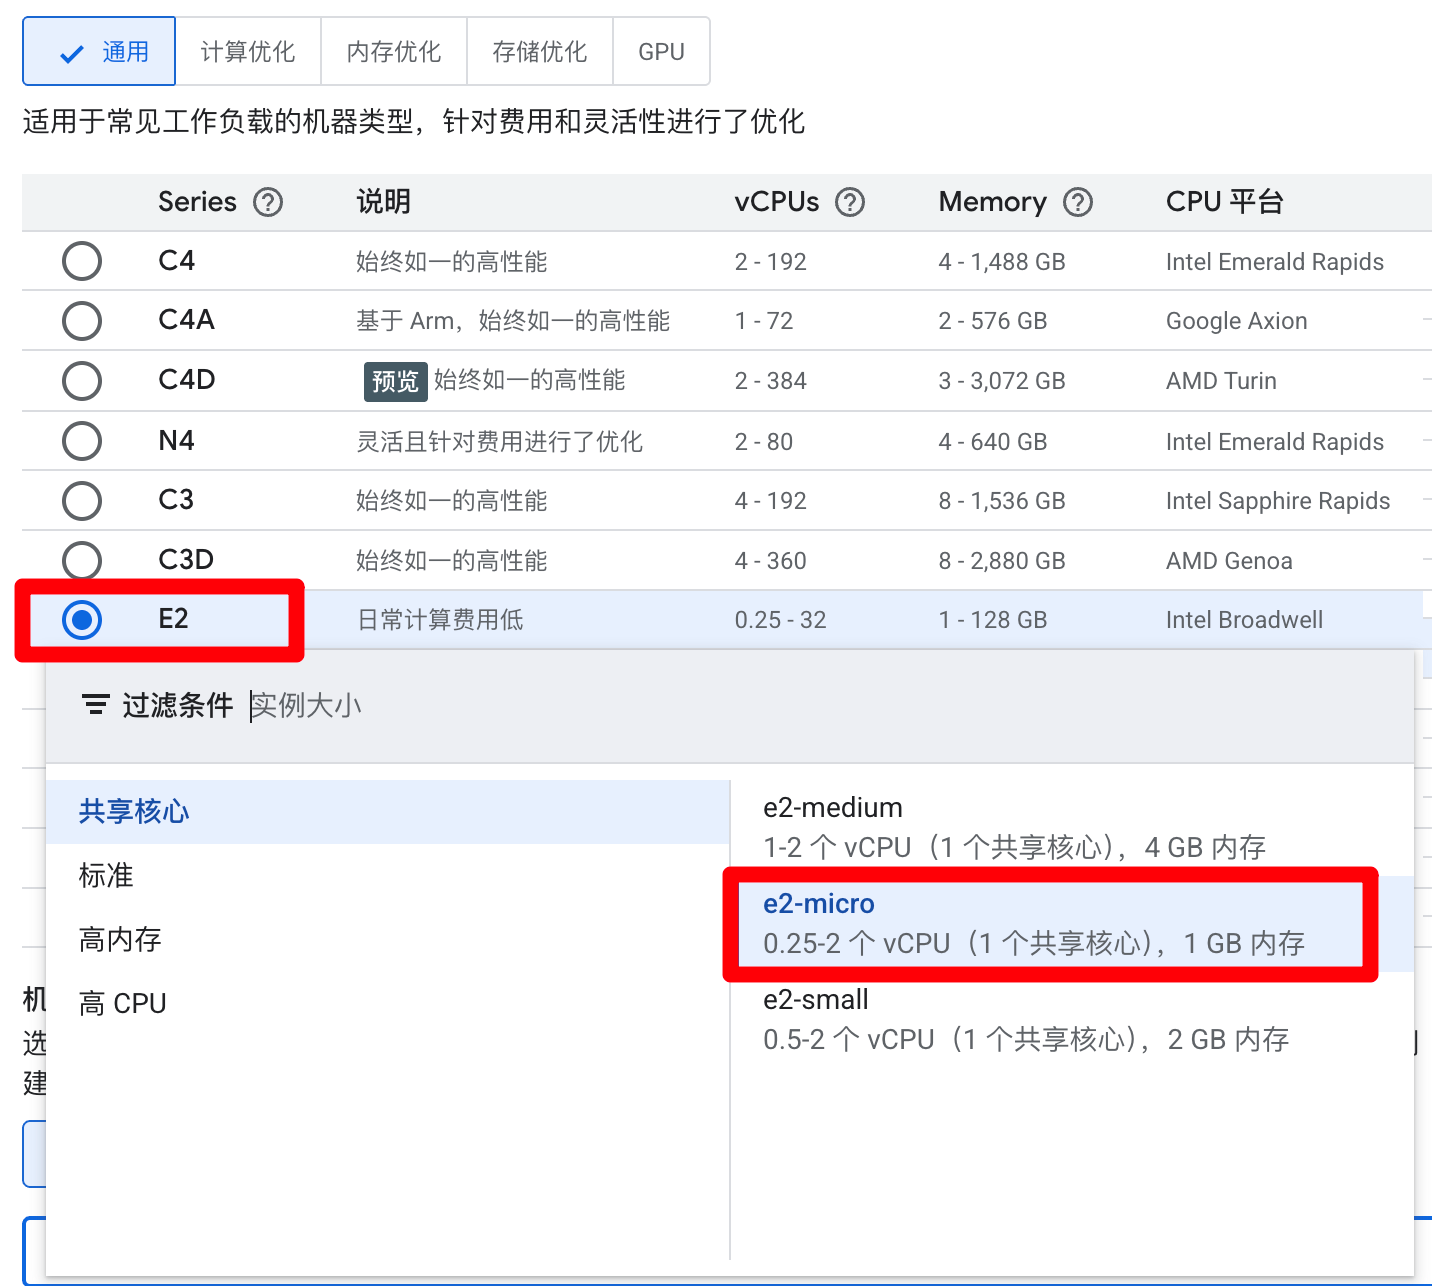 通用 计算优化 内存优化 存储优化 GPU
适用于常见工作负载的机器类型，针对费用和灵活性进行了优化
Series 说明 vCPUs Memory CPU 平台
C4 始终如一的高性能 2 - 192 4 - 1,488 GB Intel Emerald Rapids
C4A 基于 Arm，始终如一的高性能 1 - 72 2 - 576 GB Google Axion
C4D 预览 始终如一的高性能 2 - 384 3 - 3,072 GB AMD Turin
N4 灵活且针对费用进行了优化 2 - 80 4 - 640 GB Intel Emerald Rapids
C3 始终如一的高性能 4 - 192 8 - 1,536 GB Intel Sapphire Rapids
C3D 始终如一的高性能 4 - 360 8 - 2,880 GB AMD Genoa
E2 日常计算费用低 0.25 - 32 1 - 128 GB Intel Broadwell
过滤条件 实例大小
共享核心
标准
高内存
高 CPU
e2-medium
1-2 个 vCPU（1 个共享核心），4 GB 内存
e2-micro
0.25-2 个 vCPU（1 个共享核心），1 GB 内存
e2-small
0.5-2 个 vCPU（1 个共享核心），2 GB 内存
机
选
建